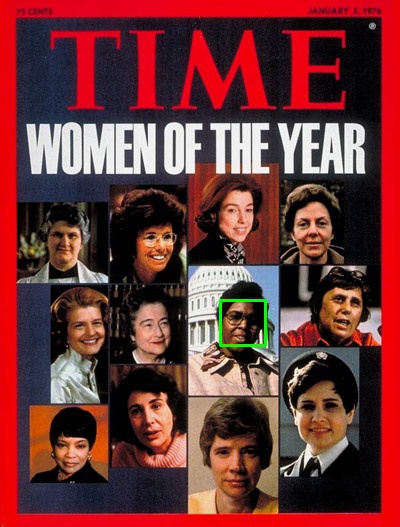 75 CENTS
JANUARY 5, 1976
TIME
®
WOMEN OF THE YEAR